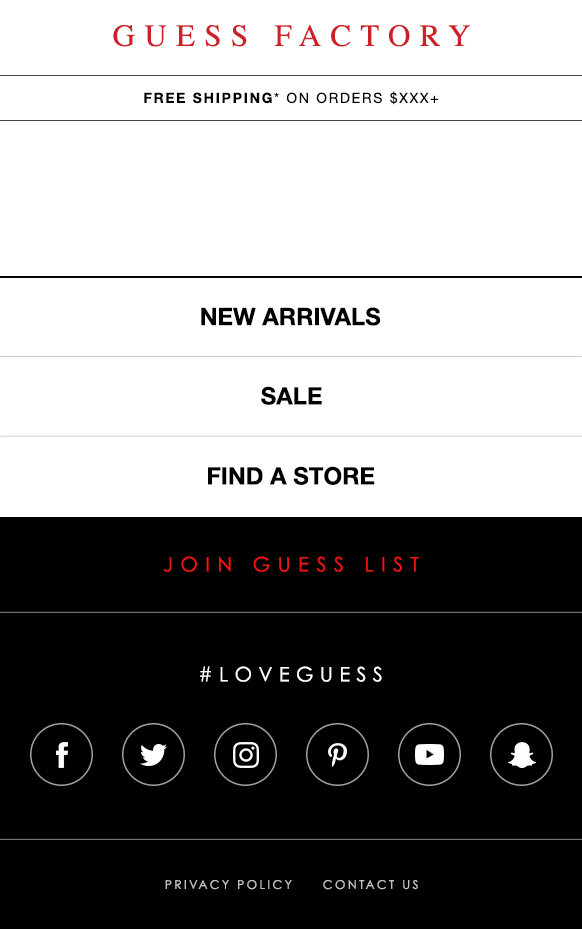 GUESS FACTORY
FREE SHIPPING* ON ORDERS $XXX+
NEW ARRIVALS
SALE
FIND A STORE
JOIN GUESS LIST
#LOVEGUESS
PRIVACY POLICY CONTACT US